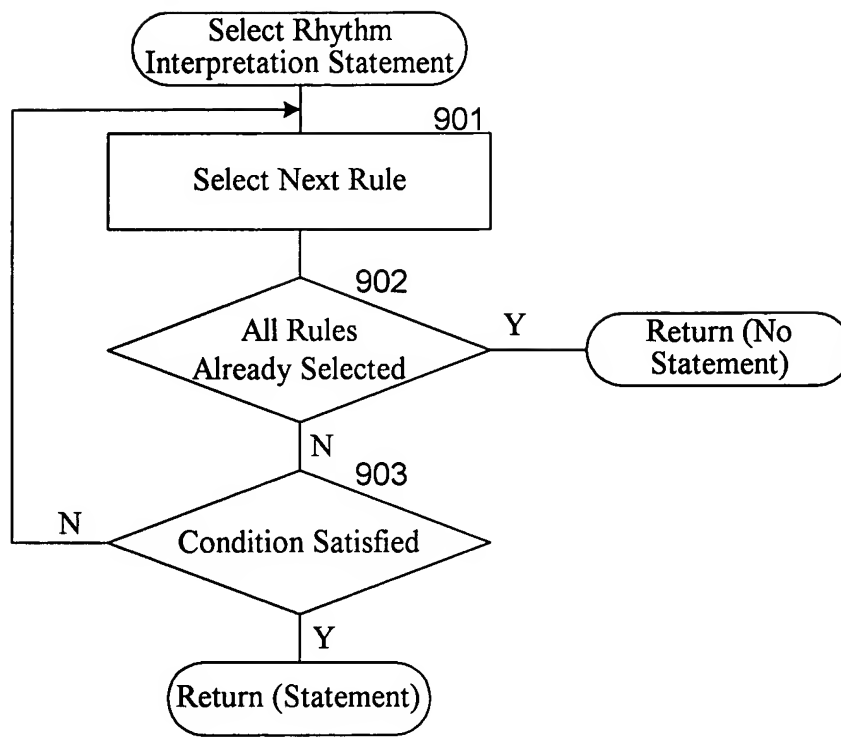 Select Rhythm
Interpretation Statement
901
Select Next Rule
902
All Rules
Already Selected
Y
Return (No
Statement)
N
903
N
Condition Satisfied
Y
Return (Statement)